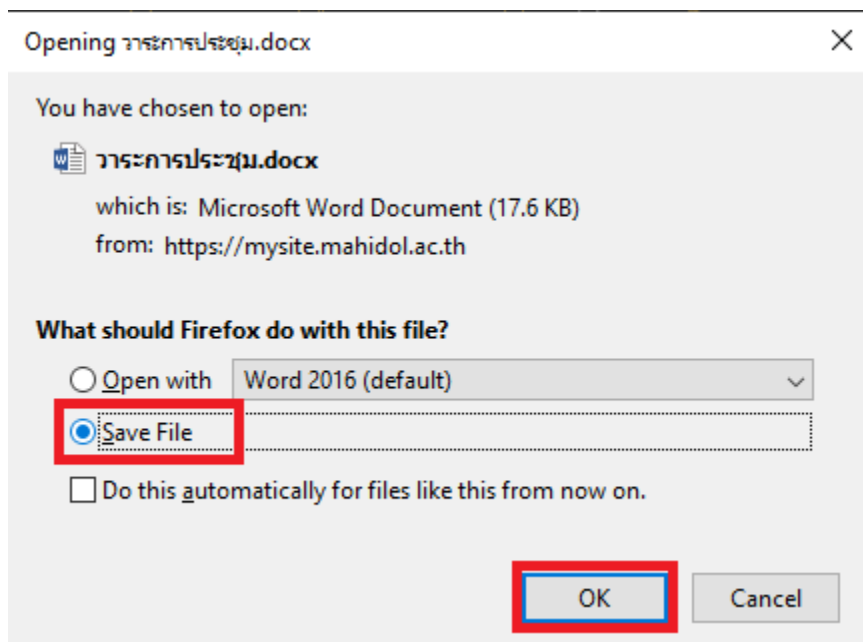 Opening วาระการประชุม.docx
You have chosen to open:
วาระการประชุม.docx
which is: Microsoft Word Document (17.6 KB)
from: https://mysite.mahidol.ac.th
What should Firefox do with this file?
Open with Word 2016 (default)
Save File
Do this automatically for files like this from now on.
OK Cancel